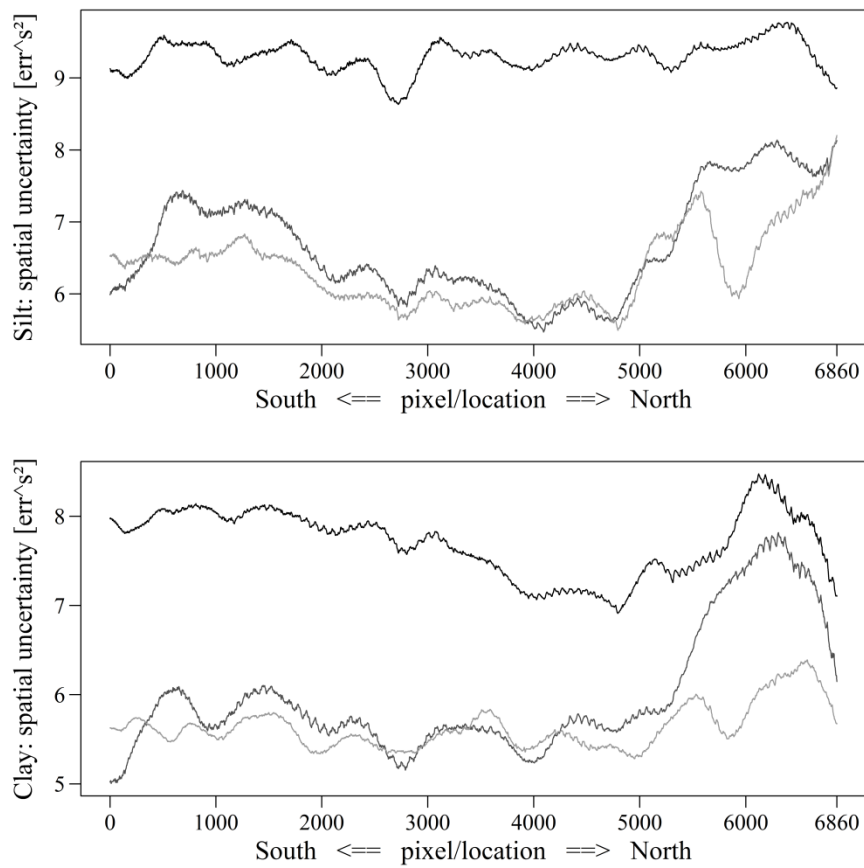 Silt: spatial uncertainty [err^s²]
9
8
7
6
0 1000 2000 3000 4000 5000 6000 6860
South <== pixel/location ==> North
Clay: spatial uncertainty [err^s²]
8
7
6
5
0 1000 2000 3000 4000 5000 6000 6860
South <== pixel/location ==> North